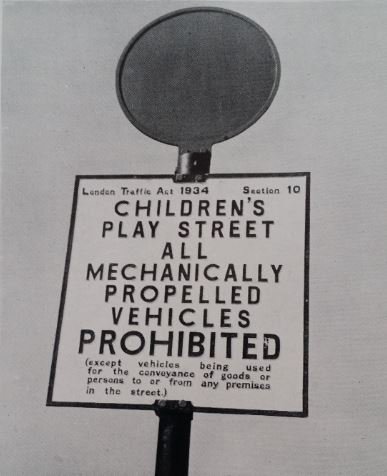 London Traffic Act 1934 Section 10
CHILDREN'S
PLAY STREET
ALL
MECHANICALLY
PROPELLED
VEHICLES
PROHIBITED
(except vehicles being used
for the conveyance of goods or
persons to or from any premises
in the street.)